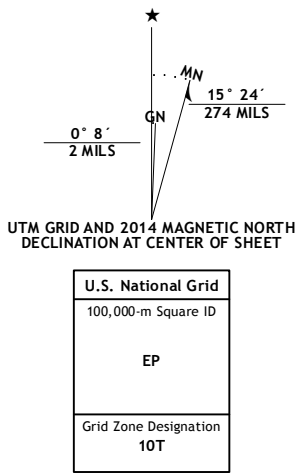 MN
15° 24´
274 MILS
GN
0° 8´
2 MILS
UTM GRID AND 2014 MAGNETIC NORTH
DECLINATION AT CENTER OF SHEET
U.S. National Grid
100,000-m Square ID
EP
Grid Zone Designation
10T